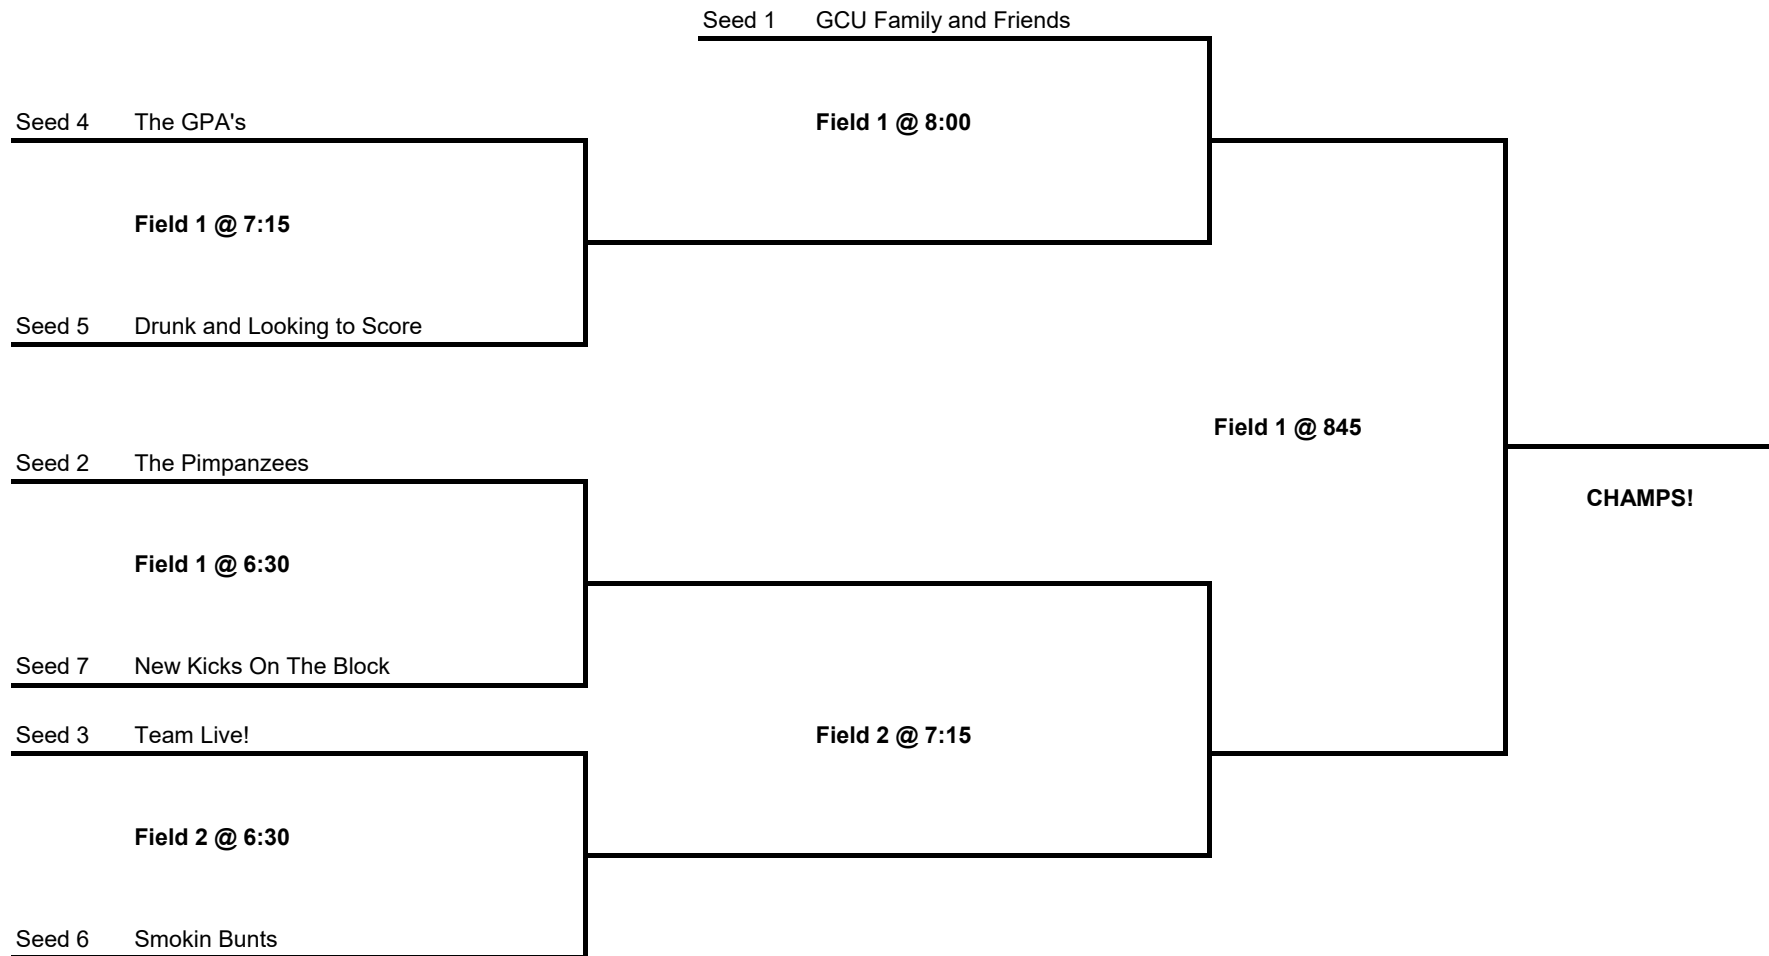 Seed 1 GCU Family and Friends
Seed 4 The GPA's
Field 1 @ 8:00
Field 1 @ 7:15
Seed 5 Drunk and Looking to Score
Field 1 @ 845
Seed 2 The Pimpanzees
CHAMPS!
Field 1 @ 6:30
Seed 7 New Kicks On The Block
Seed 3 Team Live!
Field 2 @ 7:15
Field 2 @ 6:30
Seed 6 Smokin Bunts